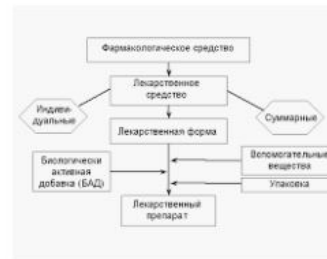 Фармакологическое средство
Лекарственное
средство
Индиви-
дуальные
Суммарные
Лекарственная форма
Биологически
активная
добавка (БАД)
Вспомогательные
вещества
Упаковка
Лекарственный
препарат